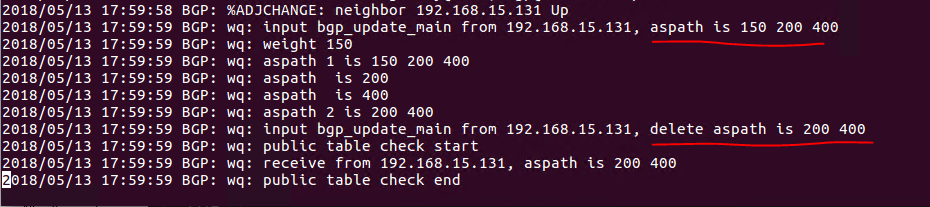 2018/05/13 17:59:58 BGP: %ADJCHANGE: neighbor 192.168.15.131 Up
2018/05/13 17:59:59 BGP: wq: input bgp_update_main from 192.168.15.131, aspath is 150 200 400
2018/05/13 17:59:59 BGP: wq: weight 150
2018/05/13 17:59:59 BGP: wq: aspath 1 is 150 200 400
2018/05/13 17:59:59 BGP: wq: aspath  is 200
2018/05/13 17:59:59 BGP: wq: aspath  is 400
2018/05/13 17:59:59 BGP: wq: aspath 2 is 200 400
2018/05/13 17:59:59 BGP: wq: input bgp_update_main from 192.168.15.131, delete aspath is 200 400
2018/05/13 17:59:59 BGP: wq: public table check start
2018/05/13 17:59:59 BGP: wq: receive from 192.168.15.131, aspath is 200 400
2018/05/13 17:59:59 BGP: wq: public table check end